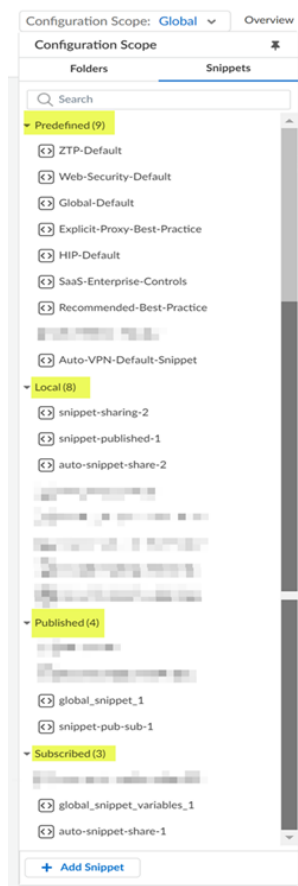 Configuration Scope: Global Overview
Configuration Scope
Folders Snippets
Search
Predefined (9)
ZTP-Default
Web-Security-Default
Global-Default
Explicit-Proxy-Best-Practice
HIP-Default
SaaS-Enterprise-Controls
Recommended-Best-Practice
Auto-VPN-Default-Snippet
Local (8)
snippet-sharing-2
snippet-published-1
auto-snippet-share-2
Published (4)
global_snippet_1
snippet-pub-sub-1
Subscribed (3)
global_snippet_variables_1
auto-snippet-share-1
+ Add Snippet